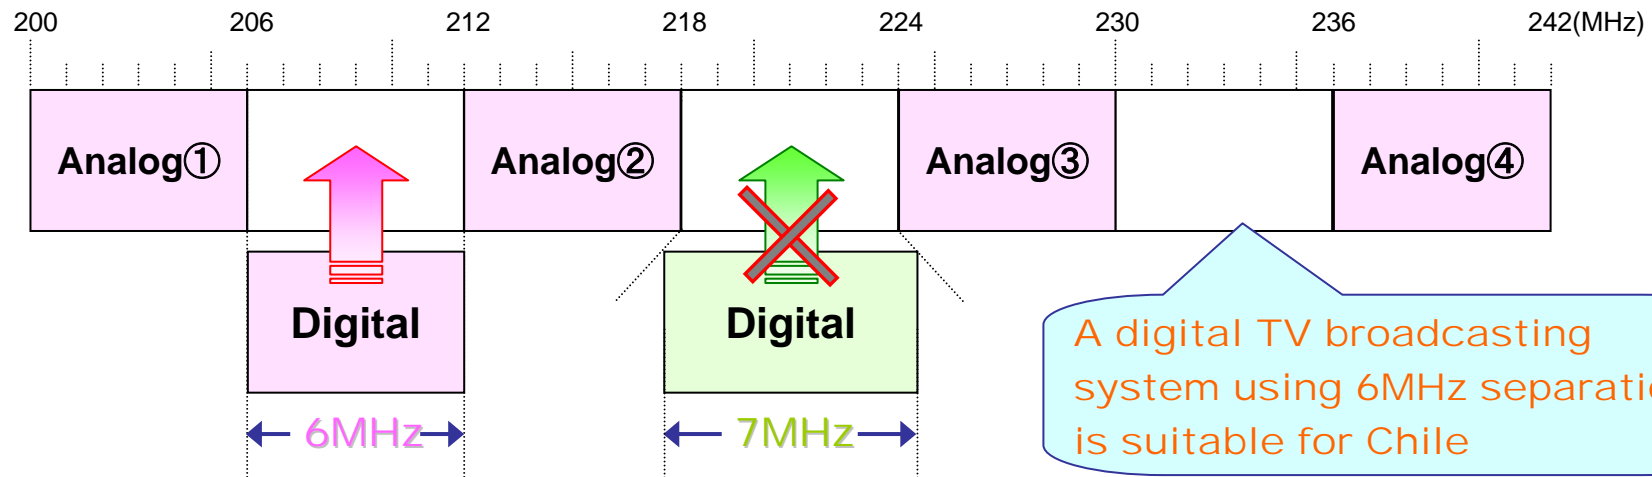 200 206 212 218 224 230 236 242(MHz)
Analog① Analog② Analog③ Analog④
Digital Digital
6MHz 7MHz
A digital TV broadcasting
system using 6MHz separatio
is suitable for Chile